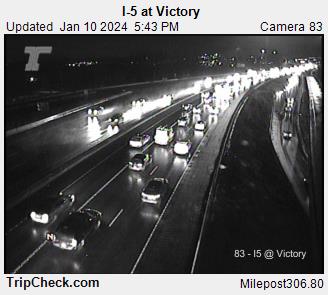 I-5 at Victory
Updated  Jan 10 2024  5:43 PM
Camera 83
T
83 - I5 @ Victory
TripCheck.com
Milepost306.80